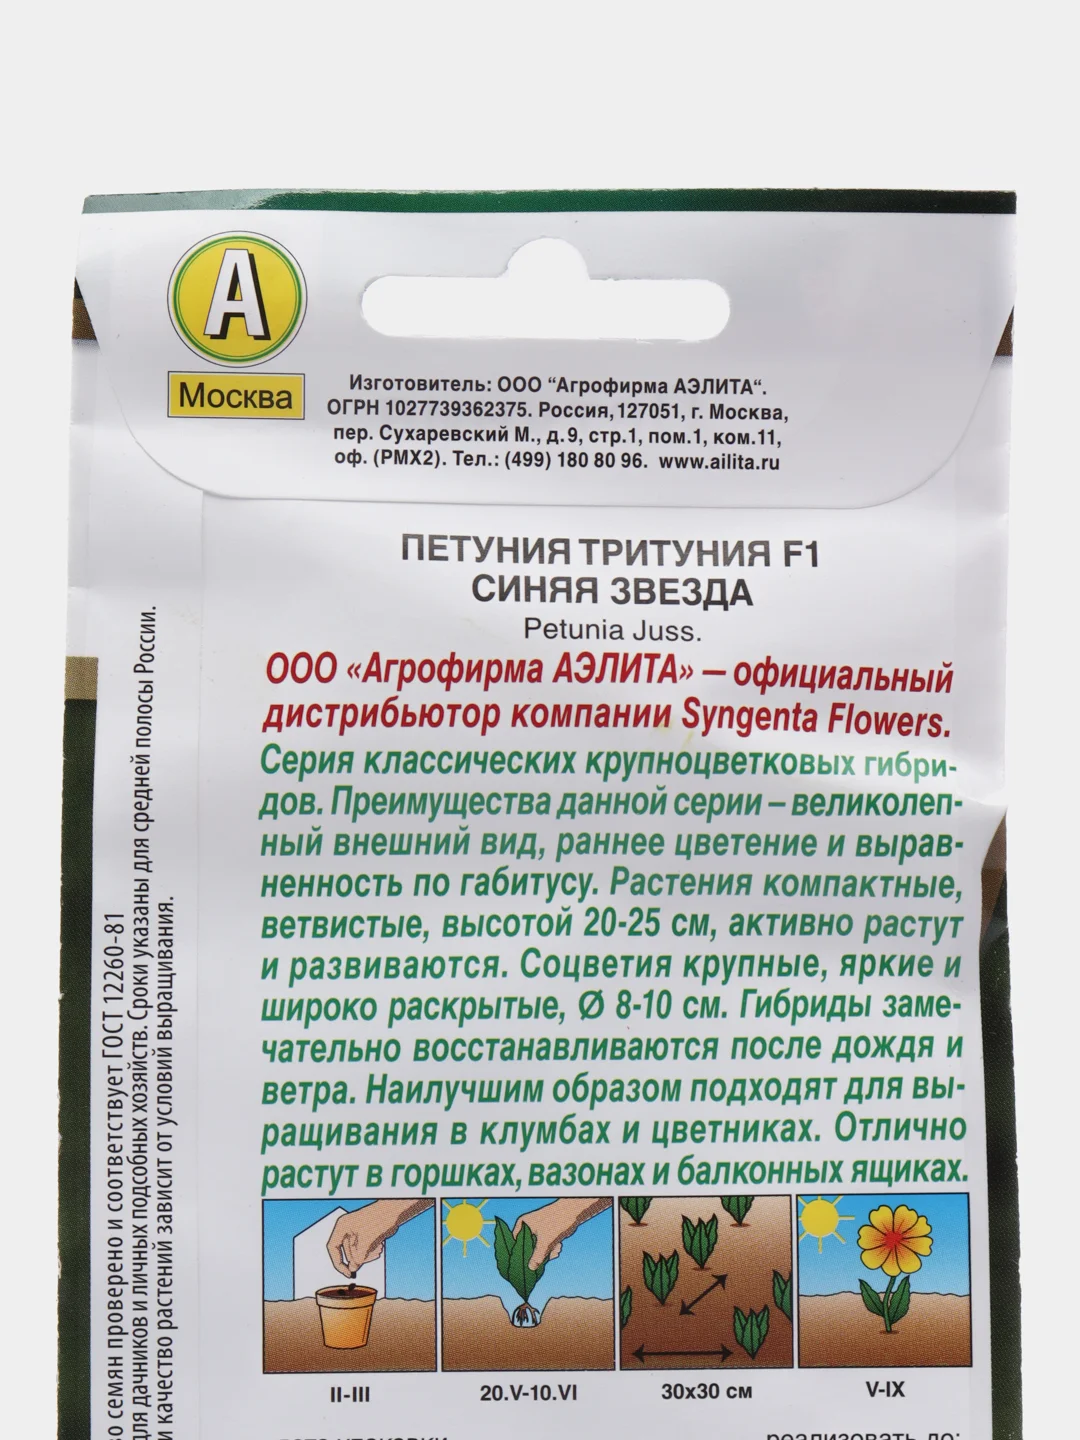 А
Москва
Изготовитель: ООО “Агрофирма АЭЛИТА“.
ОГРН 1027739362375. Россия, 127051, г. Москва,
пер. Сухаревский М., д.9, стр.1, пом.1, ком.11,
оф. (РМХ2). Тел.: (499) 180 80 96. www.ailita.ru
ПЕТУНИЯ ТРИТУНИЯ F1
СИНЯЯ ЗВЕЗДА
Petunia Juss.
ООО «Агрофирма АЭЛИТА» – официальный
дистрибьютор компании Syngenta Flowers.
Серия классических крупноцветковых гибри-
дов. Преимущества данной серии – великолеп-
ный внешний вид, раннее цветение и вырав-
ненность по габитусу. Растения компактные,
ветвистые, высотой 20-25 см, активно растут
и развиваются. Соцветия крупные, яркие и
широко раскрытые, Ø 8-10 см. Гибриды заме-
чательно восстанавливаются после дождя и
ветра. Наилучшим образом подходят для вы-
ращивания в клумбах и цветниках. Отлично
растут в горшках, вазонах и балконных ящиках.
II-III
20.V-10.VI
30x30 см
V-IX
реализовать до:
семян проверено и соответствует ГОСТ 12260-81
для дачников и личных подсобных хозяйств. Сроки указаны для средней полосы России.
и качество растений зависит от условий выращивания.